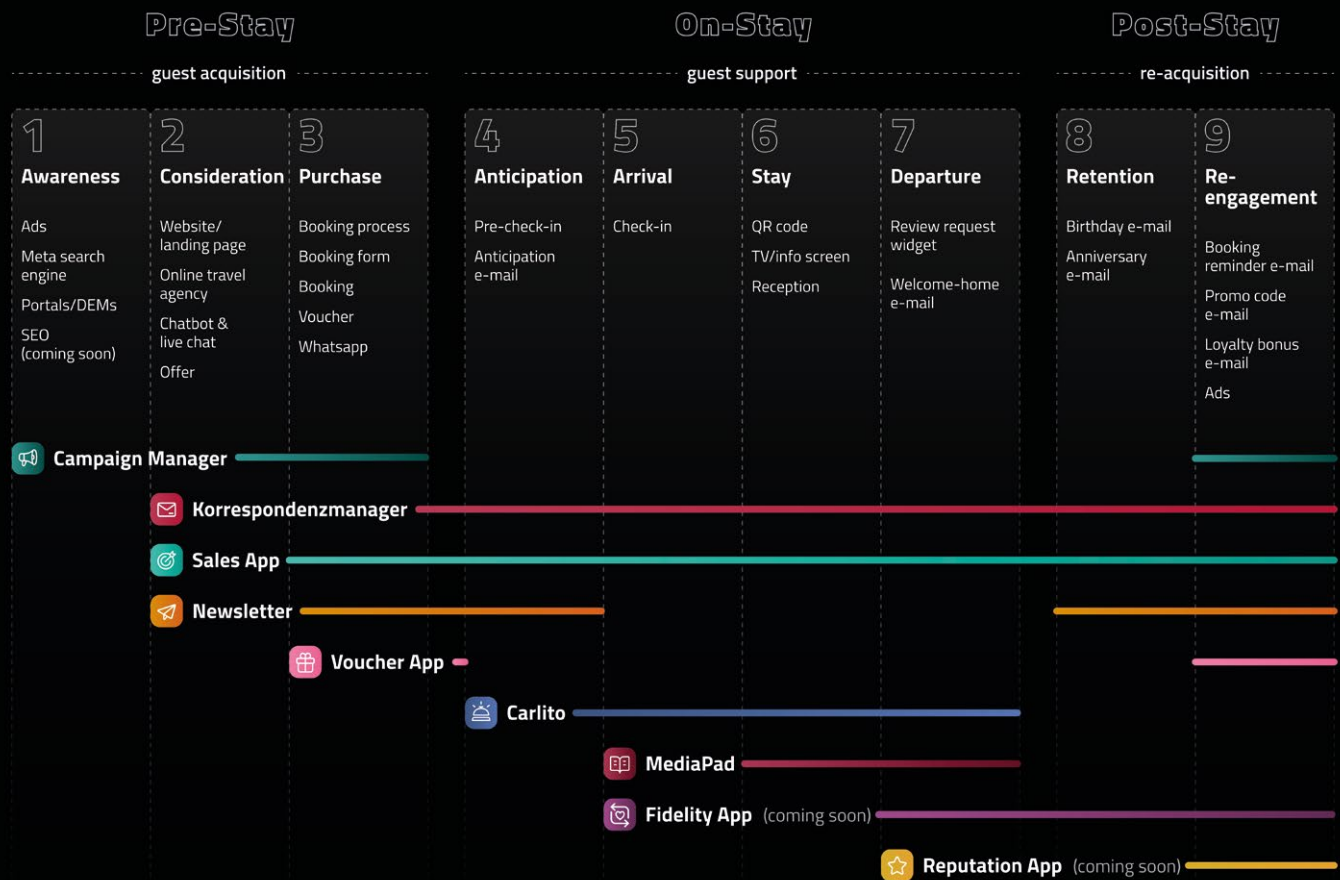 Pre-Stay
On-Stay
Post-Stay
guest acquisition
guest support
re-acquisition
1
Awareness
Ads
Meta search
engine
Portals/DEMs
SEO
(coming soon)
2
Consideration
Website/
landing page
Online travel
agency
Chatbot &
live chat
Offer
3
Purchase
Booking process
Booking form
Booking
Voucher
Whatsapp
4
Anticipation
Pre-check-in
Anticipation
e-mail
5
Arrival
Check-in
6
Stay
QR code
TV/info screen
Reception
7
Departure
Review request
widget
Welcome-home
e-mail
8
Retention
Birthday e-mail
Anniversary
e-mail
9
Re-
engagement
Booking
reminder e-mail
Promo code
e-mail
Loyalty bonus
e-mail
Ads
Campaign Manager
Korrespondenzmanager
Sales App
Newsletter
Voucher App
Carlito
MediaPad
Fidelity App (coming soon)
Reputation App (coming soon)